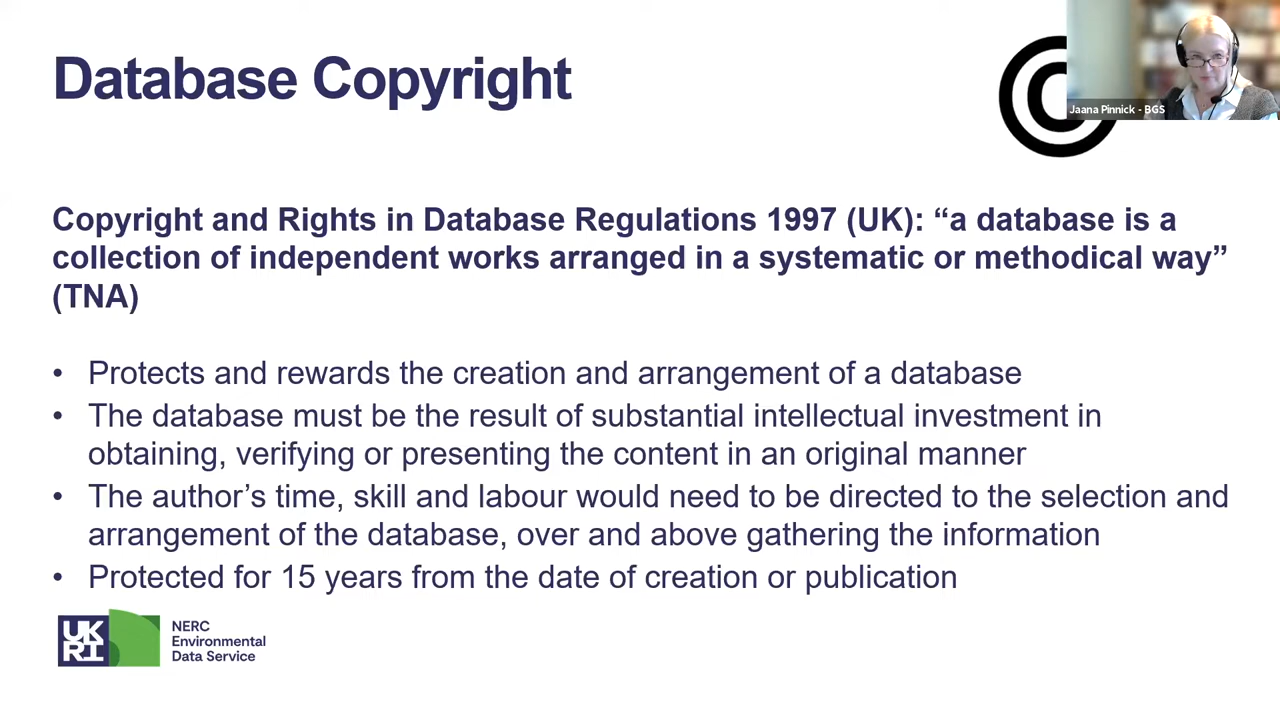 Database Copyright
Jaana Pinnick - BGS
Copyright and Rights in Database Regulations 1997 (UK): “a database is a
collection of independent works arranged in a systematic or methodical way”
(TNA)
• Protects and rewards the creation and arrangement of a database
• The database must be the result of substantial intellectual investment in
obtaining, verifying or presenting the content in an original manner
• The author’s time, skill and labour would need to be directed to the selection and
arrangement of the database, over and above gathering the information
• Protected for 15 years from the date of creation or publication
UK
RI
NERC
Environmental
Data Service